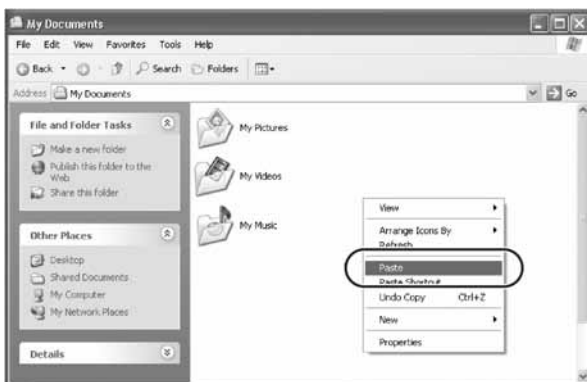 My Documents
File Edit View Favorites Tools Help
Back Search Folders
Address My Documents Go
File and Folder Tasks
Make a new folder
Publish this folder to the
Web
Share this folder
Other Places
Desktop
Shared Documents
My Computer
My Network Places
Details
My Pictures
My Videos
My Music
View
Arrange Icons By
Refresh
Paste
Paste Shortcut
Undo Copy Ctrl+Z
New
Properties